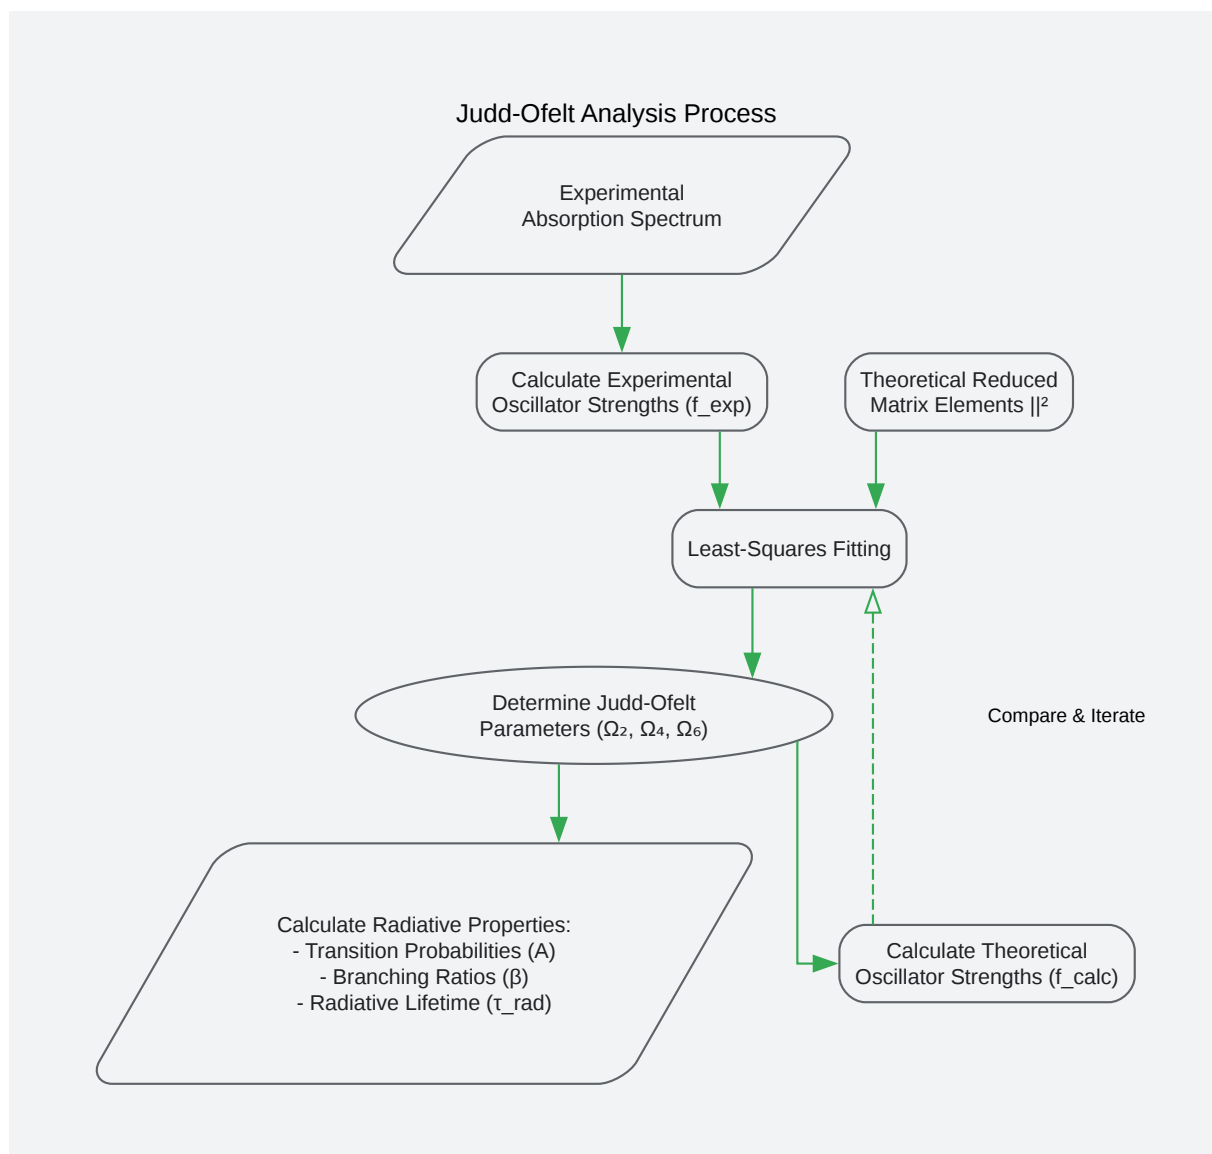 Judd-Ofelt Analysis Process
Experimental
Absorption Spectrum
Calculate Experimental
Oscillator Strengths (f_exp)
Theoretical Reduced
Matrix Elements ||²
Least-Squares Fitting
Determine Judd-Ofelt
Parameters (Ω₂, Ω₄, Ω₆)
Compare & Iterate
Calculate Radiative Properties:
- Transition Probabilities (A)
- Branching Ratios (β)
- Radiative Lifetime (τ_rad)
Calculate Theoretical
Oscillator Strengths (f_calc)